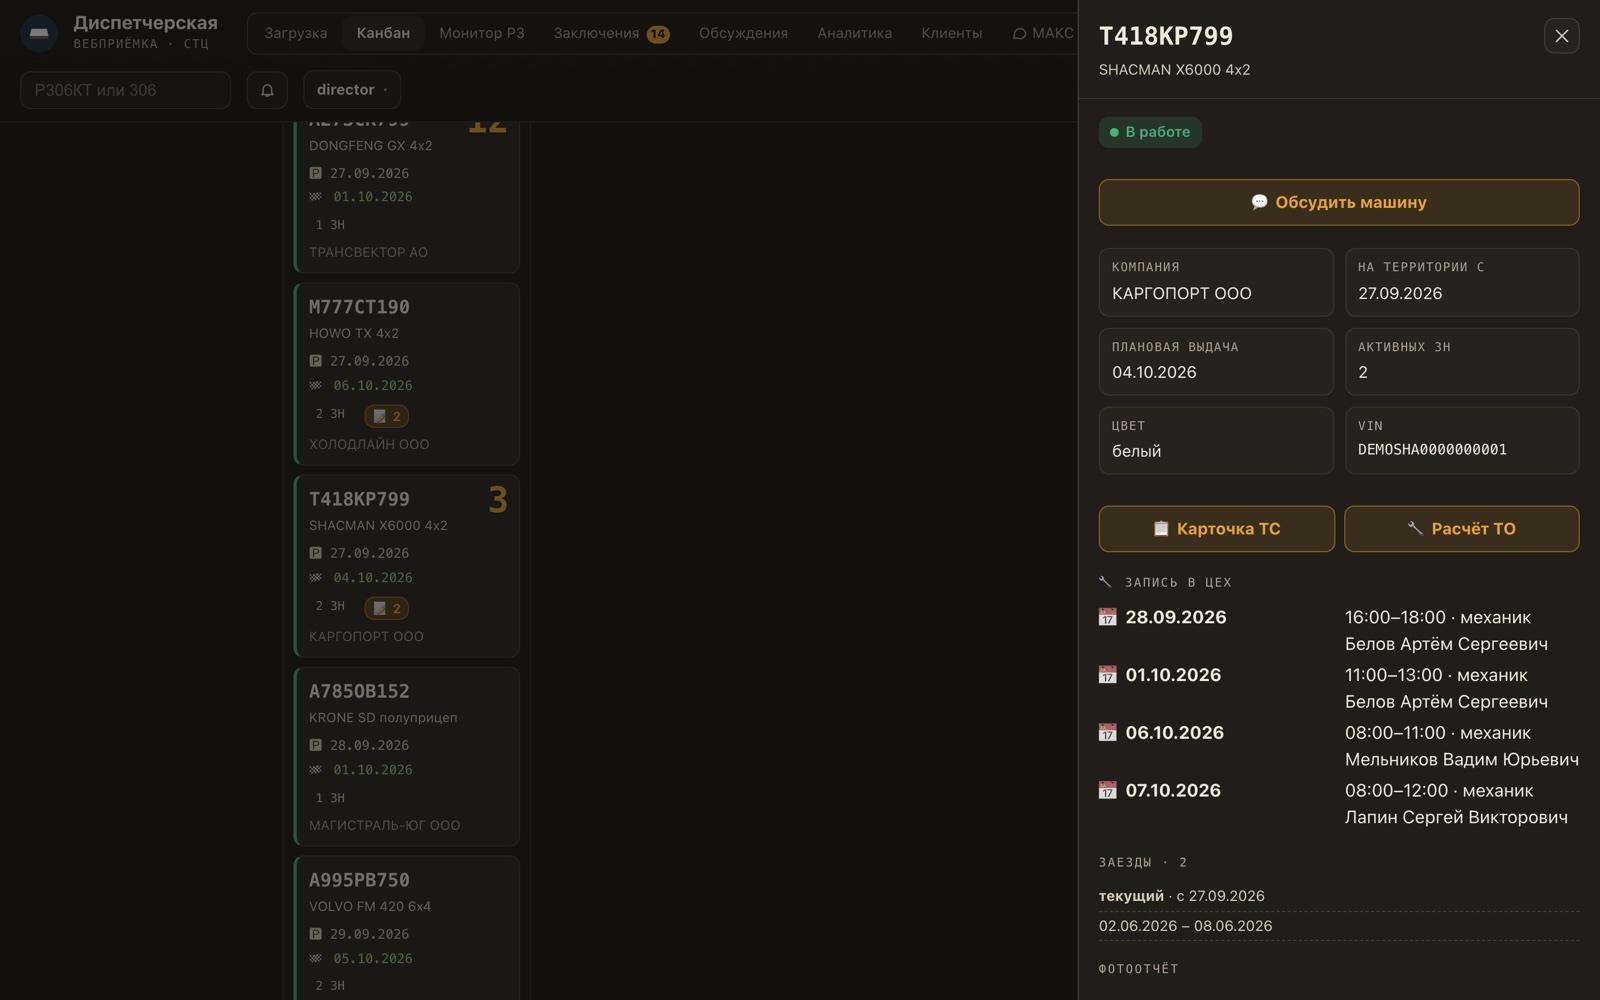 Диспетчерская
ВЕБПРИЁМКА · СТЦ
Загрузка
Канбан
Монитор РЗ
Заключения 14
Обсуждения
Аналитика
Клиенты
МАКС
Р306КТ или 306
director ·
12
DONGFENG GX 4x2
P 27.09.2026
01.10.2026
1 ЗН
ТРАНСВЕКТОР АО
М777СТ190
HOWO TX 4x2
P 27.09.2026
06.10.2026
2 ЗН 2
ХОЛОДЛАЙН ООО
Т418КР799 3
SHACMAN X6000 4x2
P 27.09.2026
04.10.2026
2 ЗН 2
КАРГОПОРТ ООО
А785ОВ152
KRONE SD полуприцеп
P 28.09.2026
01.10.2026
1 ЗН
МАГИСТРАЛЬ-ЮГ ООО
А995РВ750
VOLVO FM 420 6x4
P 29.09.2026
05.10.2026
2 ЗН
Т418КР799
SHACMAN X6000 4x2
В работе
Обсудить машину
КОМПАНИЯ
КАРГОПОРТ ООО
НА ТЕРРИТОРИИ С
27.09.2026
ПЛАНОВАЯ ВЫДАЧА
04.10.2026
АКТИВНЫХ ЗН
2
ЦВЕТ
белый
VIN
DEMOSHA0000000001
Карточка ТС
Расчёт ТО
ЗАПИСЬ В ЦЕХ
17 28.09.2026 16:00–18:00 · механик
Белов Артём Сергеевич
17 01.10.2026 11:00–13:00 · механик
Белов Артём Сергеевич
17 06.10.2026 08:00–11:00 · механик
Мельников Вадим Юрьевич
17 07.10.2026 08:00–12:00 · механик
Лапин Сергей Викторович
ЗАЕЗДЫ · 2
текущий · с 27.09.2026
02.06.2026 – 08.06.2026
ФОТООТЧЁТ